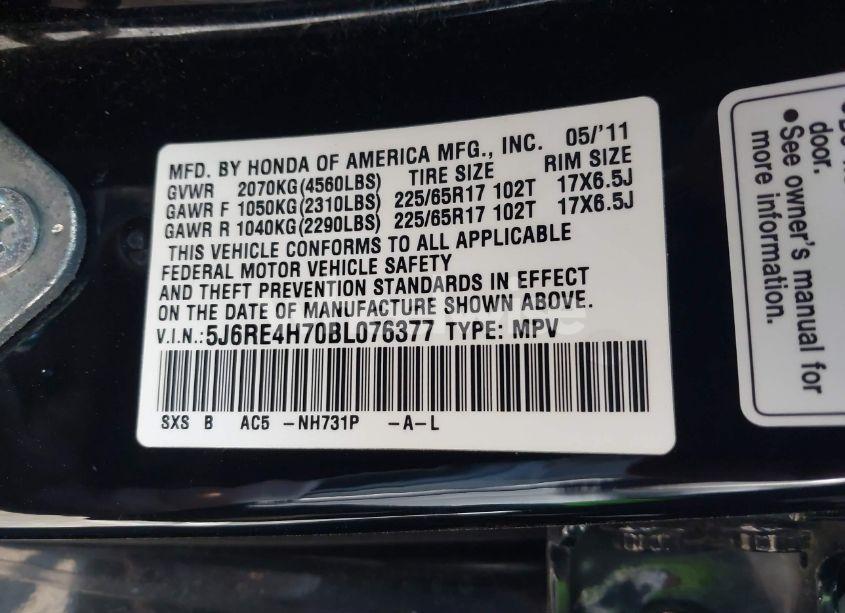 MFD. BY HONDA OF AMERICA MFG., INC. 05/'11
GVWR 2070KG(4560LBS) TIRE SIZE RIM SIZE
GAWR F 1050KG(2310LBS) 225/65R17 102T 17X6.5J
GAWR R 1040KG(2290LBS) 225/65R17 102T 17X6.5J
THIS VEHICLE CONFORMS TO ALL APPLICABLE
FEDERAL MOTOR VEHICLE SAFETY
AND THEFT PREVENTION STANDARDS IN EFFECT
ON THE DATE OF MANUFACTURE SHOWN ABOVE.
V.I.N.:5J6RE4H70BL076377 TYPE: MPV
SXS B AC5 -NH731P -A-L
door.
•See owner's manual for
more information.